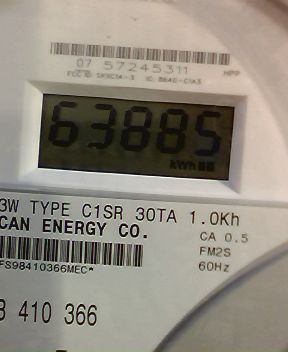 07 57245311
HPP
63885
kWh
3W TYPE C1SR 30TA 1.0Kh
CAN ENERGY CO.
CA 0.5
FM2S
60Hz
FS98410366MEC*
410 366